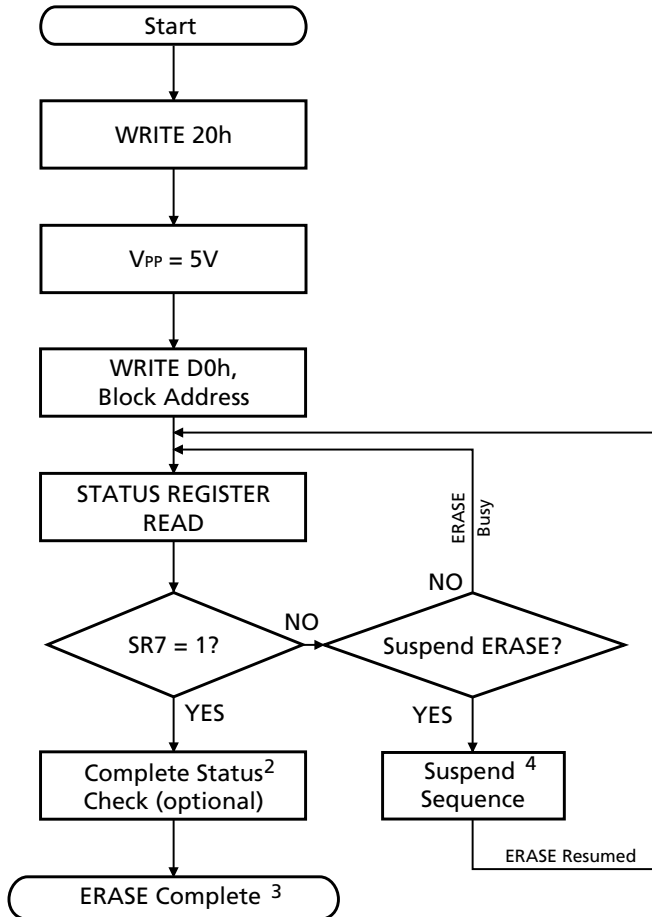 Start
WRITE 20h
VPP = 5V
WRITE D0h,
Block Address
STATUS REGISTER
READ
ERASE
Busy
NO
NO
SR7 = 1?
Suspend ERASE?
YES
YES
Complete Status2
Check (optional)
Suspend 4
Sequence
ERASE Resumed
ERASE Complete 3